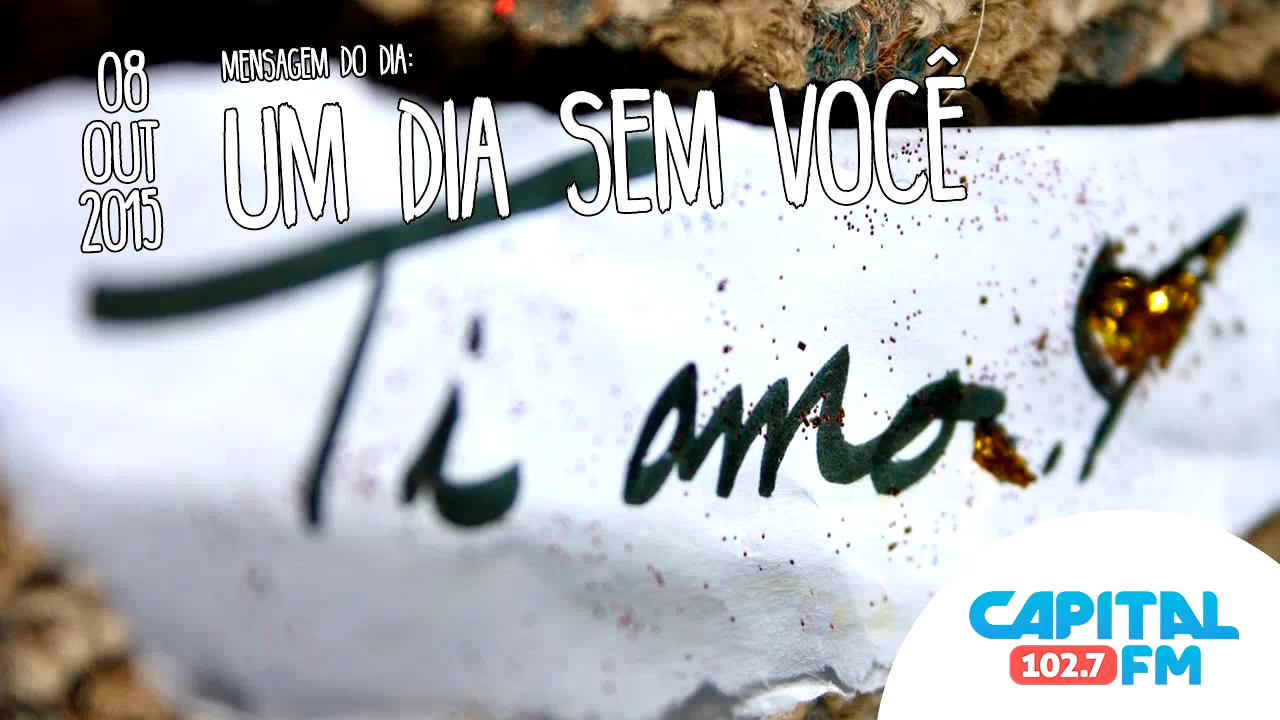 08
OUT
2015
MENSAGEM DO DIA:
UM DIA SEM VOCÊ
Ti amo.
CAPITAL
102.7 FM